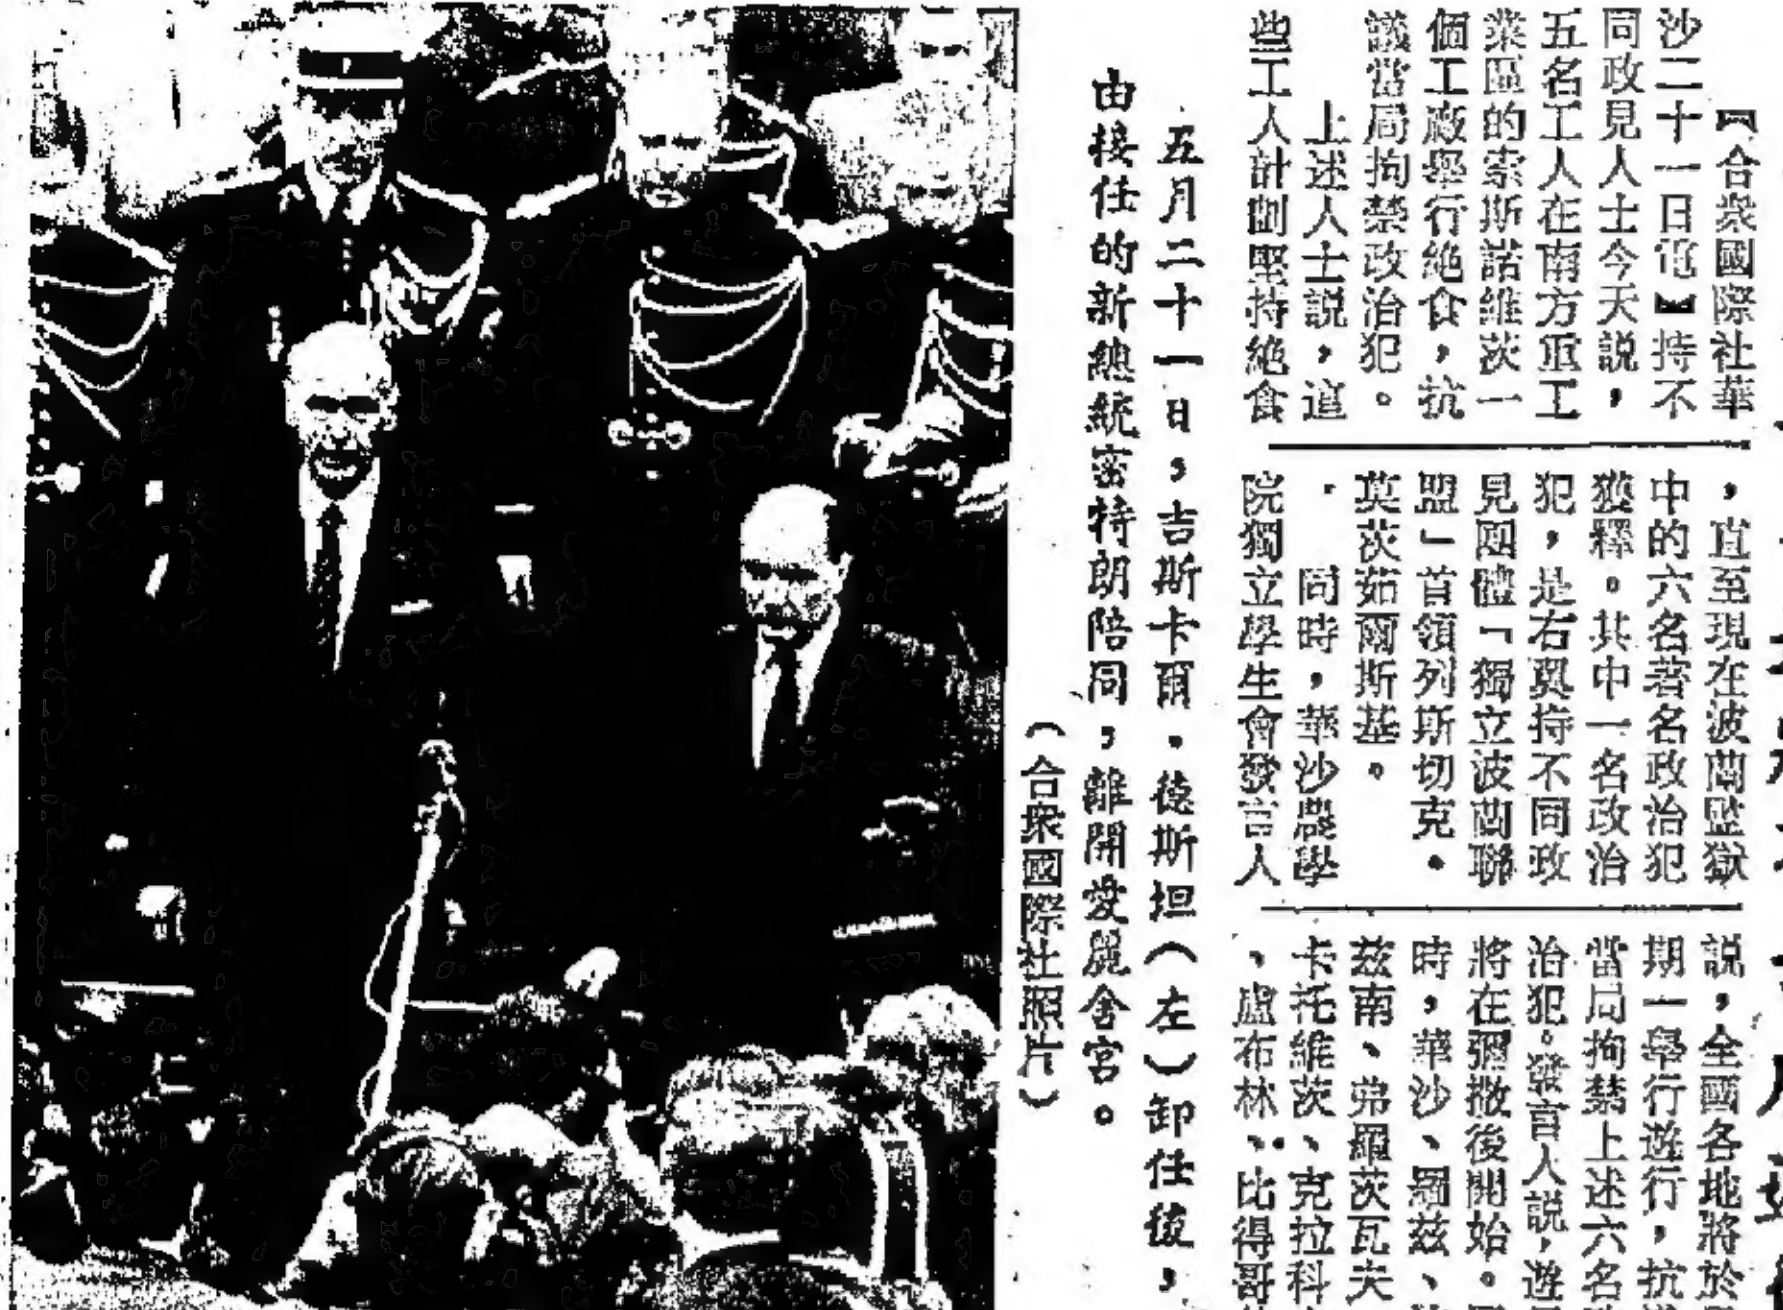 【合衆國際社華
沙二十一日電】持不
同政見人士今天説，
五名工人在南方重工
業區的索斯諾維茨一
個工廠舉行絶食，抗
議當局拘禁政治犯。
上述人士説，這
些工人計劃堅持絶食
，直至現在波蘭監獄
中的六名著名政治犯
獲釋。其中一名政治
犯，是右翼持不同政
見團體「獨立波蘭聯
盟」首領列斯切克·
莫茨茹爾斯基。
同時，華沙農學
院獨立學生會發言人
説，全國各地將於
期一舉行遊行，抗
當局拘禁上述六名
治犯。發言人説，遊
將在彌撒後開始。
時，華沙、羅兹、
兹南、弗羅茨瓦夫
卡托維茨、克拉科
、盧布林、比得哥
五月二十一日，吉斯卡爾·德斯坦（左）卸任後，
由接任的新總統密特朗陪同，離開愛麗舍宮。
（合衆國際社照片）